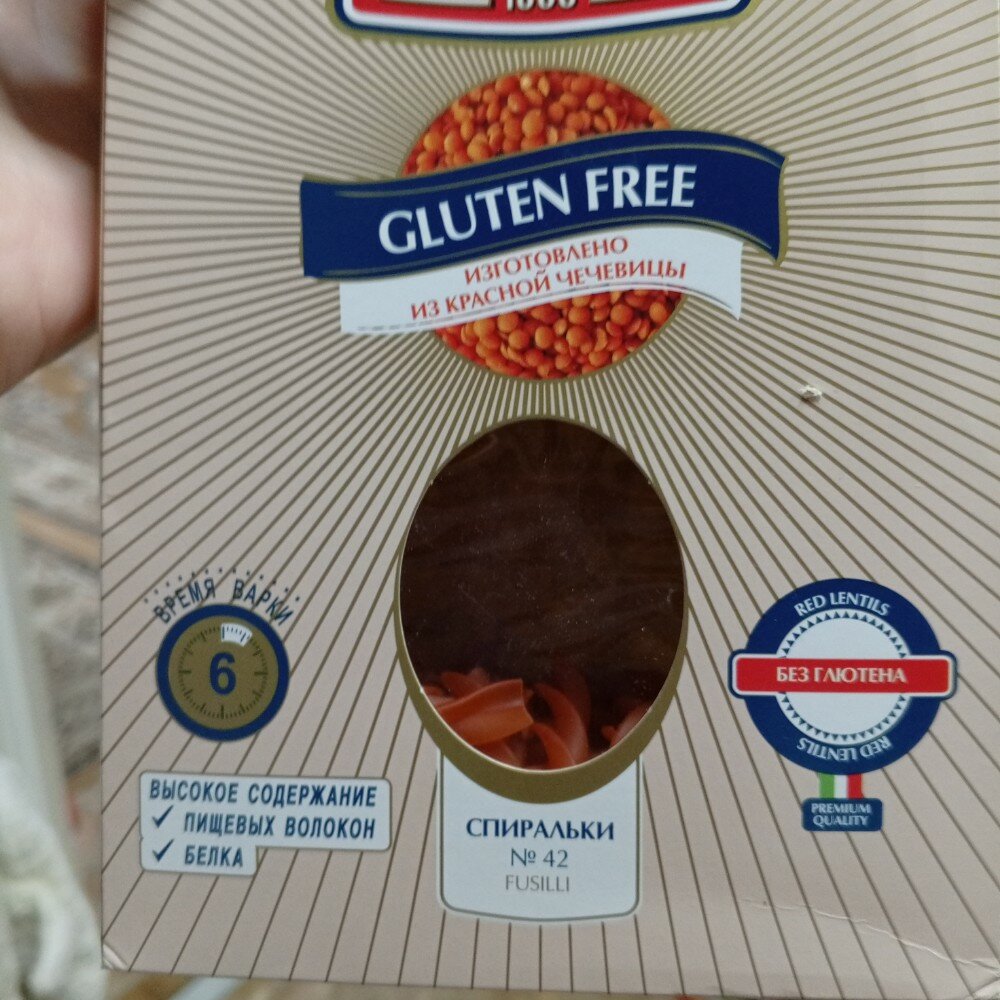 GLUTEN FREE
ИЗГОТОВЛЕНО
ИЗ КРАСНОЙ ЧЕЧЕВИЦЫ
ВРЕМЯ ВАРКИ
6
RED LENTILS
БЕЗ ГЛЮТЕНА
RED LENTILS
PREMIUM
QUALITY
ВЫСОКОЕ СОДЕРЖАНИЕ
✓ ПИЩЕВЫХ ВОЛОКОН
✓ БЕЛКА
СПИРАЛЬКИ
№ 42
FUSILLI